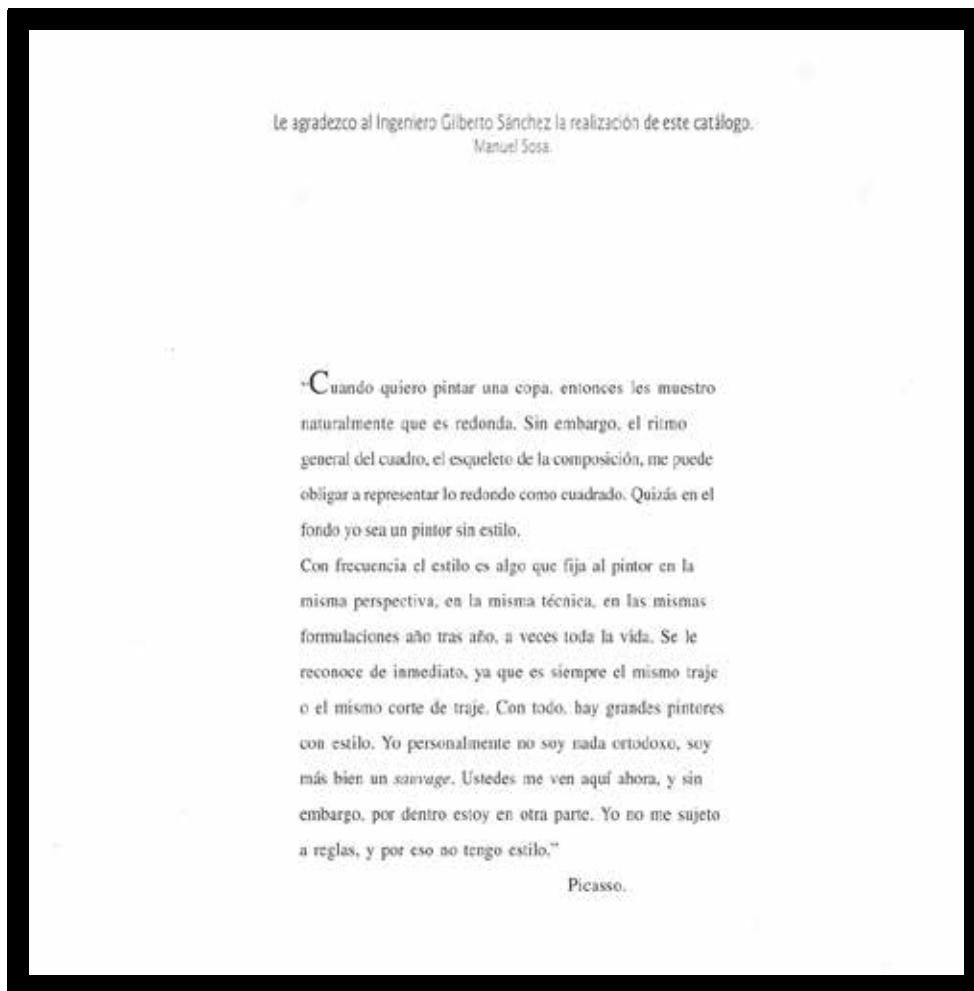 Le agradezco al Ingeniero Gilberto Sánchez la realización de este catálogo.
Manuel Sosa.
"Cuando quiero pintar una copa, entonces les muestro
naturalmente que es redonda. Sin embargo, el ritmo
general del cuadro, el esqueleto de la composición, me puede
obligar a representar lo redondo como cuadrado. Quizás en el
fondo yo sea un pintor sin estilo.
Con frecuencia el estilo es algo que fija al pintor en la
misma perspectiva, en la misma técnica, en las mismas
formulaciones año tras año, a veces toda la vida. Se le
reconoce de inmediato, ya que es siempre el mismo traje
o el mismo corte de traje. Con todo, hay grandes pintores
con estilo. Yo personalmente no soy nada ortodoxo, soy
más bien un sauvage. Ustedes me ven aquí ahora, y sin
embargo, por dentro estoy en otra parte. Yo no me sujeto
a reglas, y por eso no tengo estilo."
Picasso.